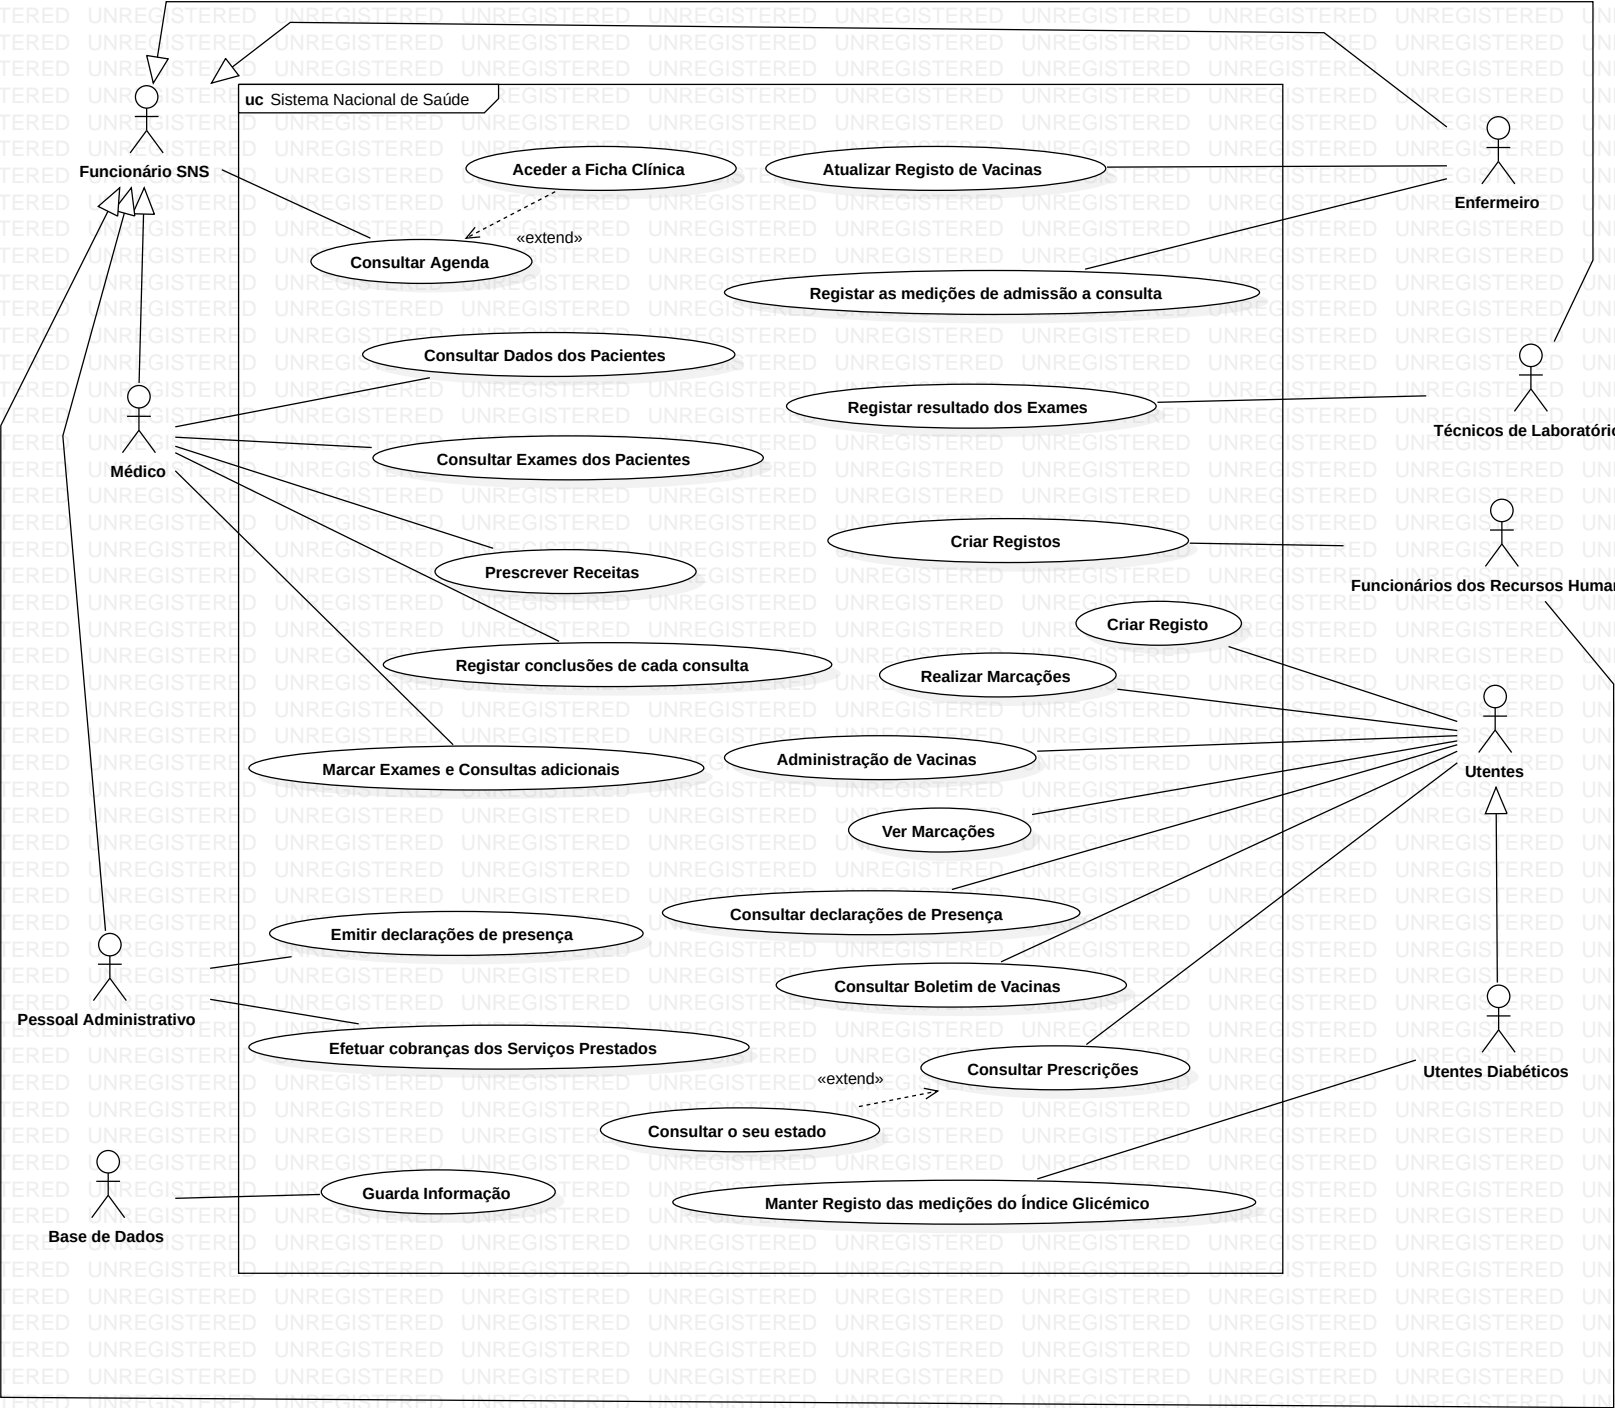 uc Sistema Nacional de Saúde
Funcionário SNS
Aceder a Ficha Clínica
Atualizar Registo de Vacinas
Enfermeiro
«extend»
Consultar Agenda
Registar as medições de admissão a consulta
Consultar Dados dos Pacientes
Registar resultado dos Exames
Técnicos de Laboratório
Médico
Consultar Exames dos Pacientes
Criar Registos
Prescrever Receitas
Funcionários dos Recursos Human
Criar Registo
Registar conclusões de cada consulta
Realizar Marcações
Administração de Vacinas
Marcar Exames e Consultas adicionais
Utentes
Ver Marcações
Consultar declarações de Presença
Emitir declarações de presença
Consultar Boletim de Vacinas
Pessoal Administrativo
Efetuar cobranças dos Serviços Prestados
Consultar Prescrições
Utentes Diabéticos
«extend»
Consultar o seu estado
Guarda Informação
Manter Registo das medições do Índice Glicémico
Base de Dados
UNREGISTERED